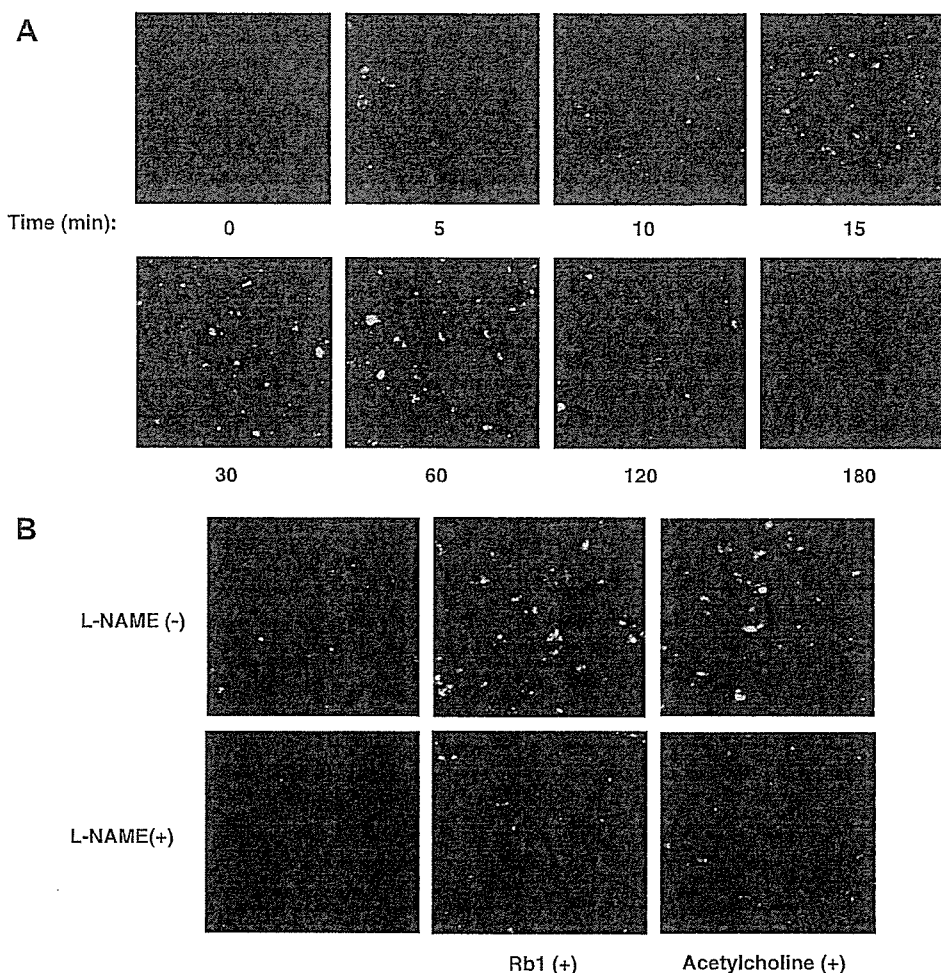 A
Time (min):
0 5 10 15
30 60 120 180
B
L-NAME (-)
L-NAME(+)
Rb1 (+) Acetylcholine (+)